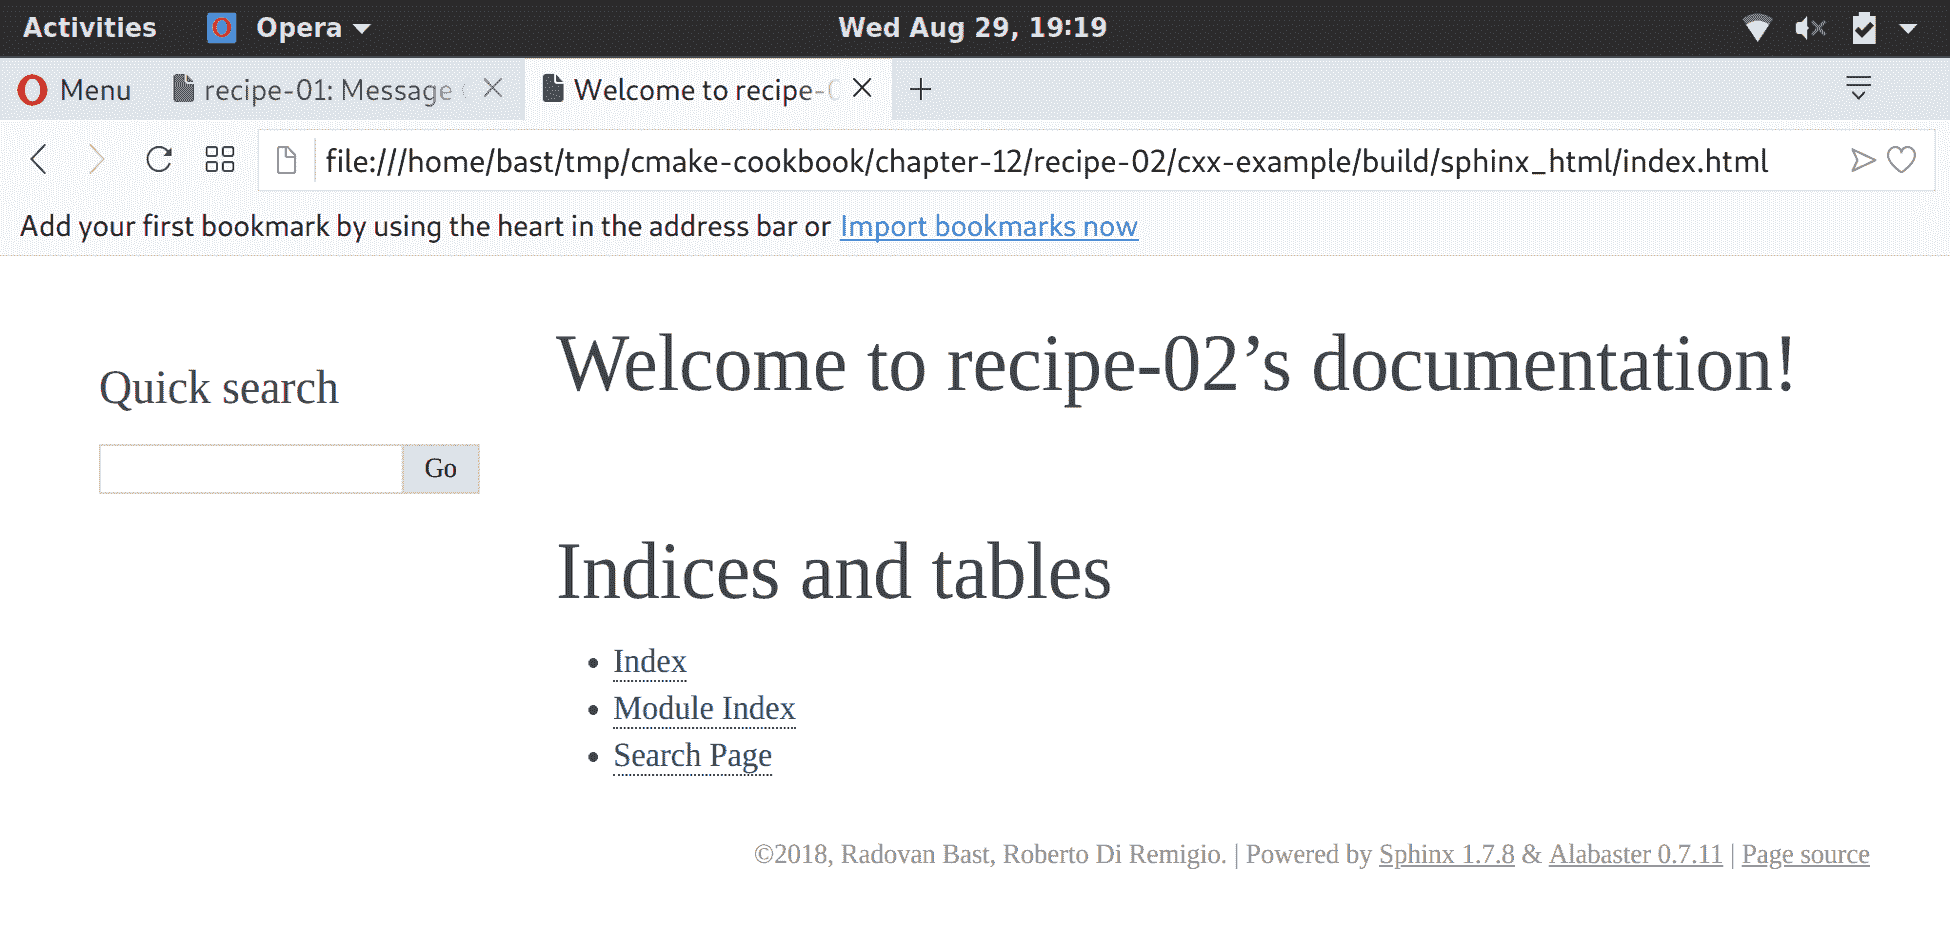 Activities Opera Wed Aug 29, 19:19
Menu recipe-01: Message Welcome to recipe-0
file:///home/bast/tmp/cmake-cookbook/chapter-12/recipe-02/cxx-example/build/sphinx_html/index.html
Add your first bookmark by using the heart in the address bar or Import bookmarks now
Welcome to recipe-02’s documentation!
Quick search
Go
Indices and tables
• Index
• Module Index
• Search Page
©2018, Radovan Bast, Roberto Di Remigio. | Powered by Sphinx 1.7.8 & Alabaster 0.7.11 | Page source